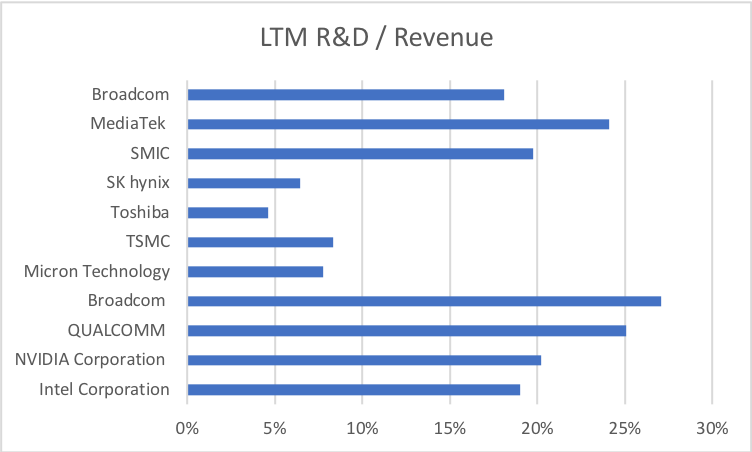 LTM R&D / Revenue
Broadcom
MediaTek
SMIC
SK hynix
Toshiba
TSMC
Micron Technology
Broadcom
QUALCOMM
NVIDIA Corporation
Intel Corporation
0% 5% 10% 15% 20% 25% 30%